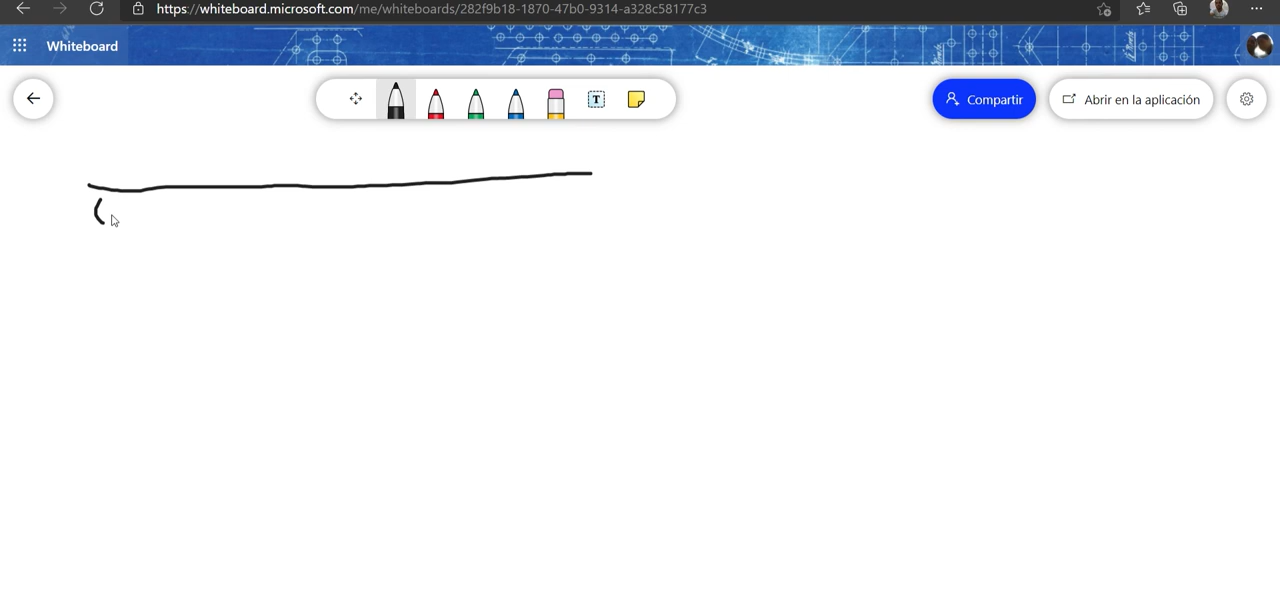 https://whiteboard.microsoft.com/me/whiteboards/282f9b18-1870-47b0-9314-a328c58177c3
Whiteboard
T
Compartir
Abrir en la aplicación
(